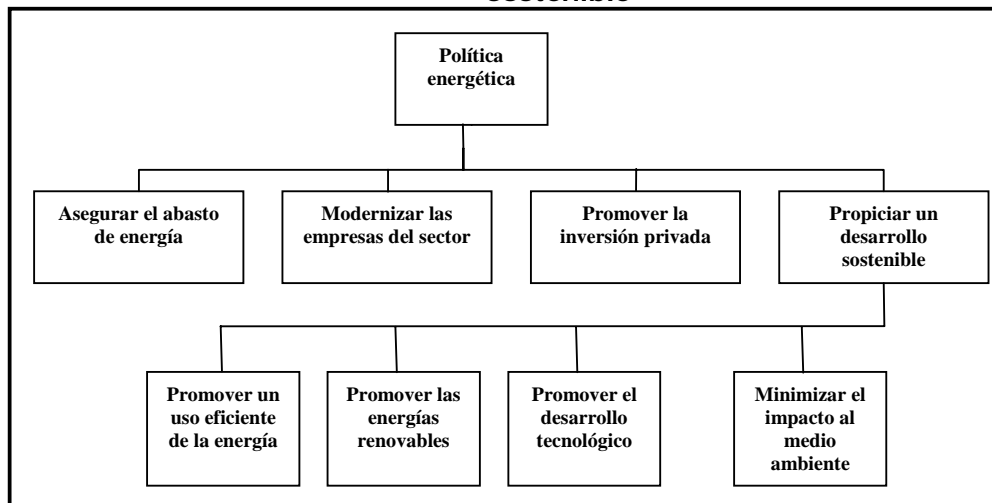 Política
energética
Asegurar el abasto
de energía
Modernizar las
empresas del sector
Promover la
inversión privada
Propiciar un
desarrollo
sostenible
Promover un
uso eficiente
de la energía
Promover las
energías
renovables
Promover el
desarrollo
tecnológico
Minimizar el
impacto al
medio
ambiente